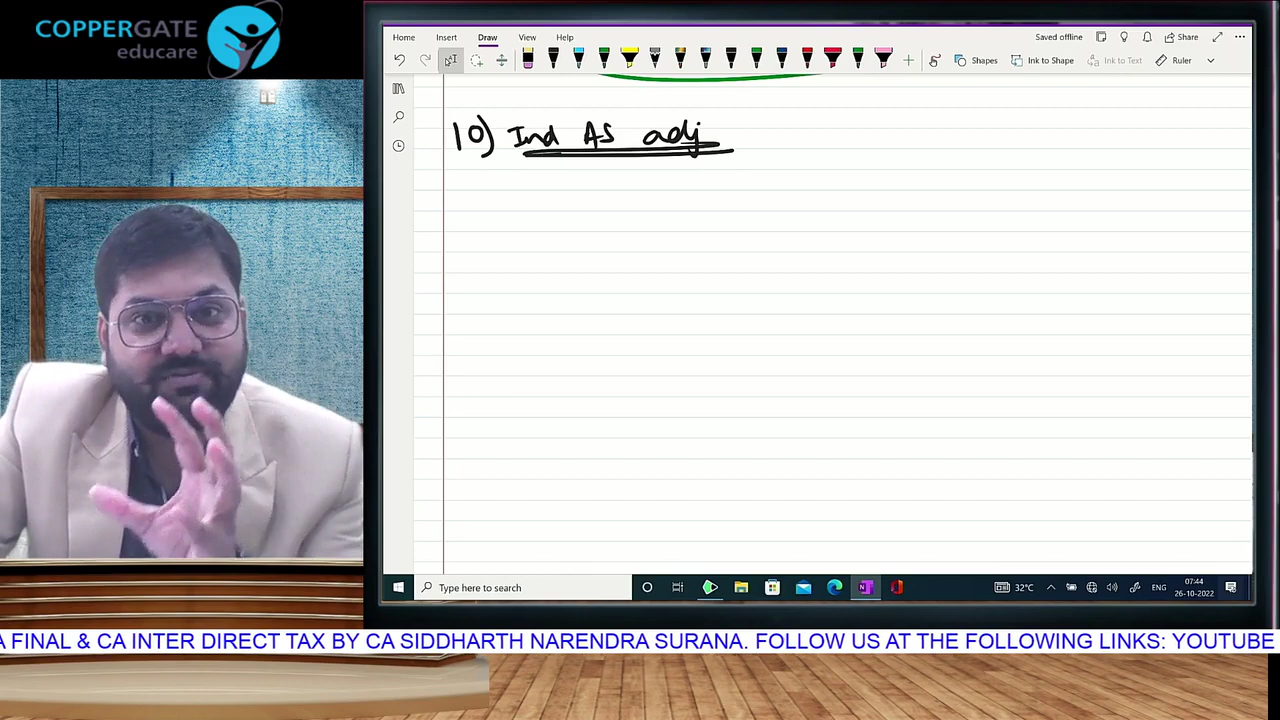 COPPERGATE
educare
Home Insert Draw View Help
Saved offline
Share
Shapes
Ink to Shape
Ink to Text
Ruler
10) Ind AS adj
Type here to search
32°C
ENG
07:44
26-10-2022
A FINAL & CA INTER DIRECT TAX BY CA SIDDHARTH NARENDRA SURANA. FOLLOW US AT THE FOLLOWING LINKS: YOUTUBE